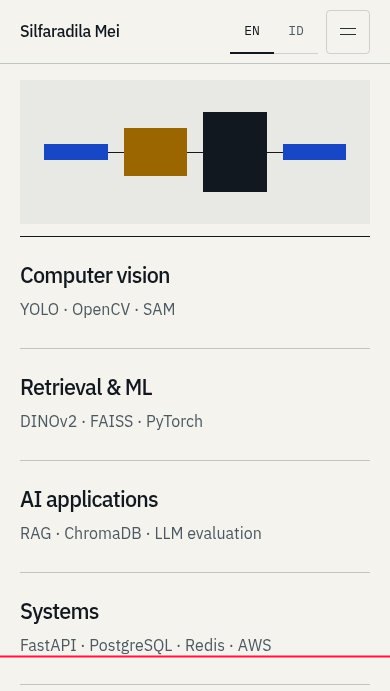 Silfaradila Mei
EN ID
Computer vision
YOLO · OpenCV · SAM
Retrieval & ML
DINOv2 · FAISS · PyTorch
AI applications
RAG · ChromaDB · LLM evaluation
Systems
FastAPI · PostgreSQL · Redis · AWS